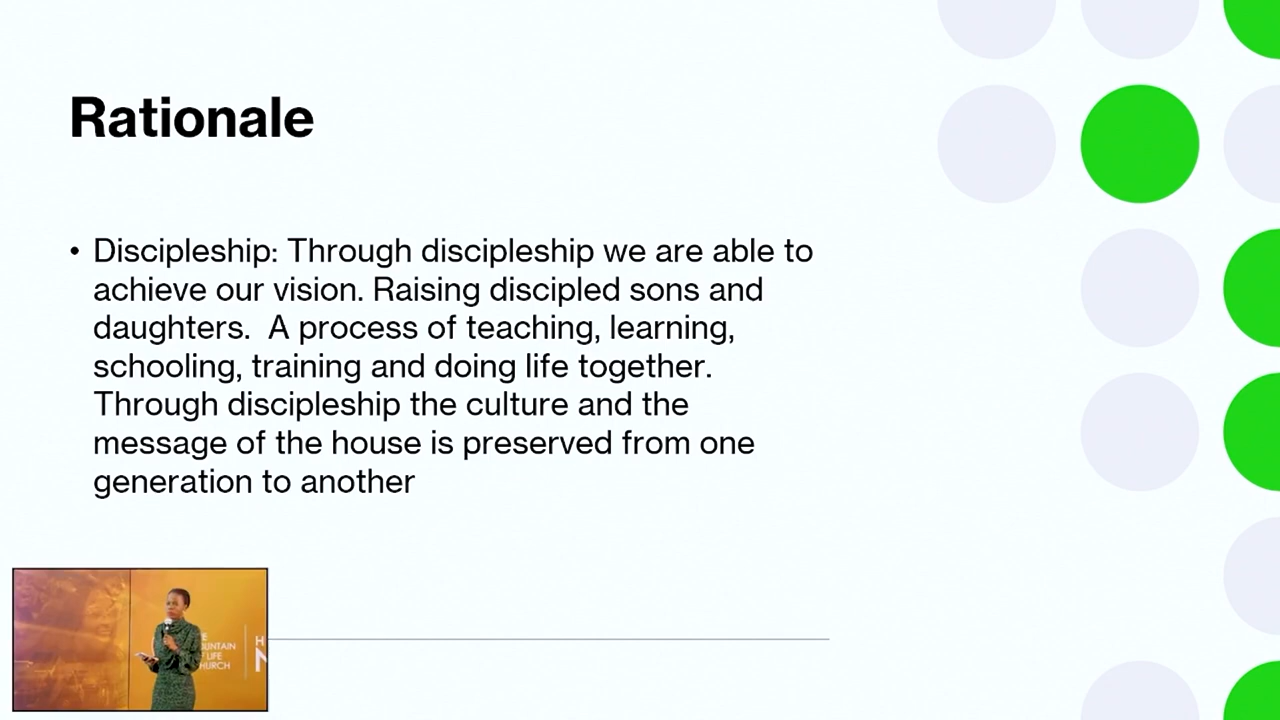 Rationale
• Discipleship: Through discipleship we are able to
achieve our vision. Raising discipled sons and
daughters.  A process of teaching, learning,
schooling, training and doing life together.
Through discipleship the culture and the
message of the house is preserved from one
generation to another
LIFE